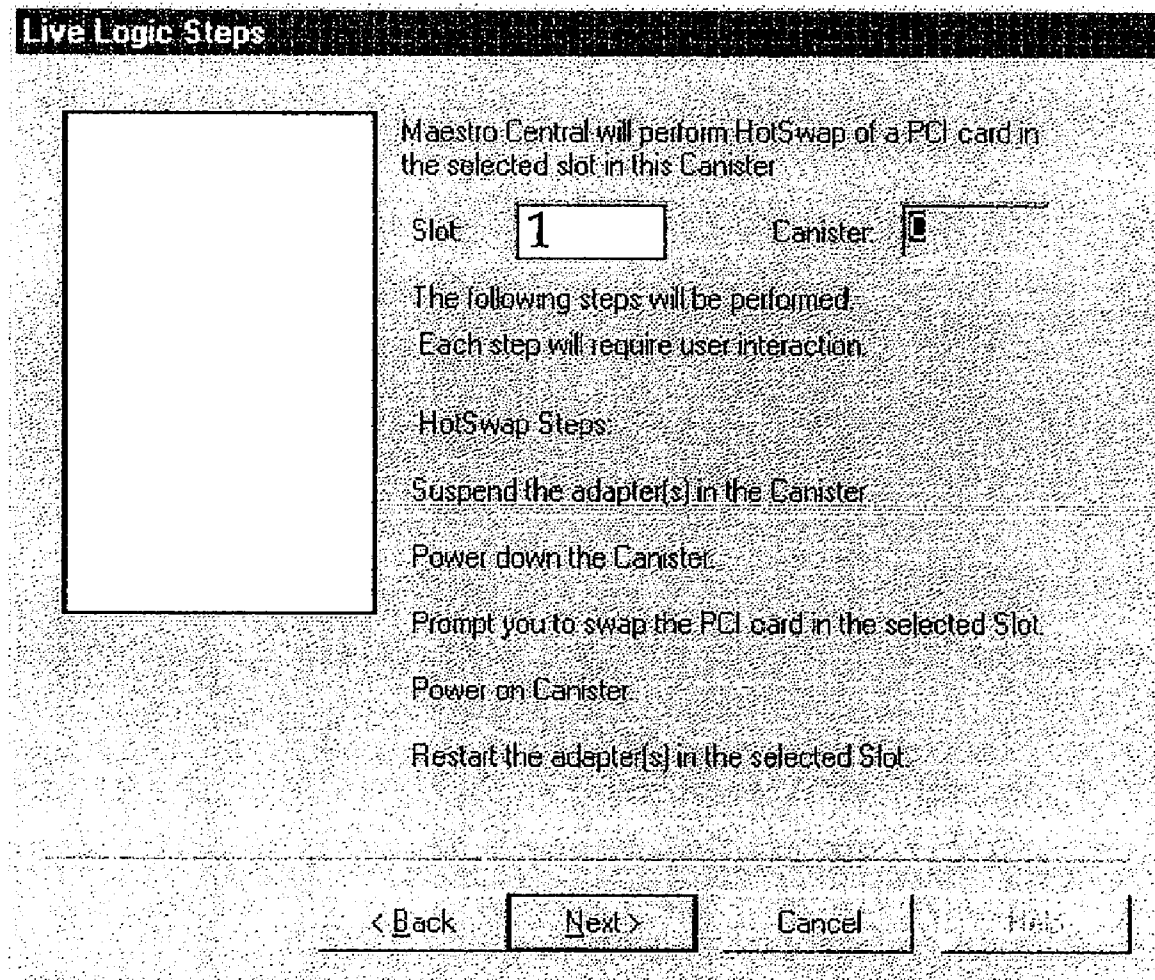 Live Logic Steps
Maestro Central will perform HotSwap of a PCI card in
the selected slot in this Canister
Slot: 1 Canister:
The following steps will be performed.
Each step will require user interaction.
HotSwap Steps:
Suspend the adapter(s) in the Canister.
Power down the Canister.
Prompt you to swap the PCI card in the selected Slot.
Power on Canister.
Restart the adapter(s) in the selected Slot.
< Back Next > Cancel Help